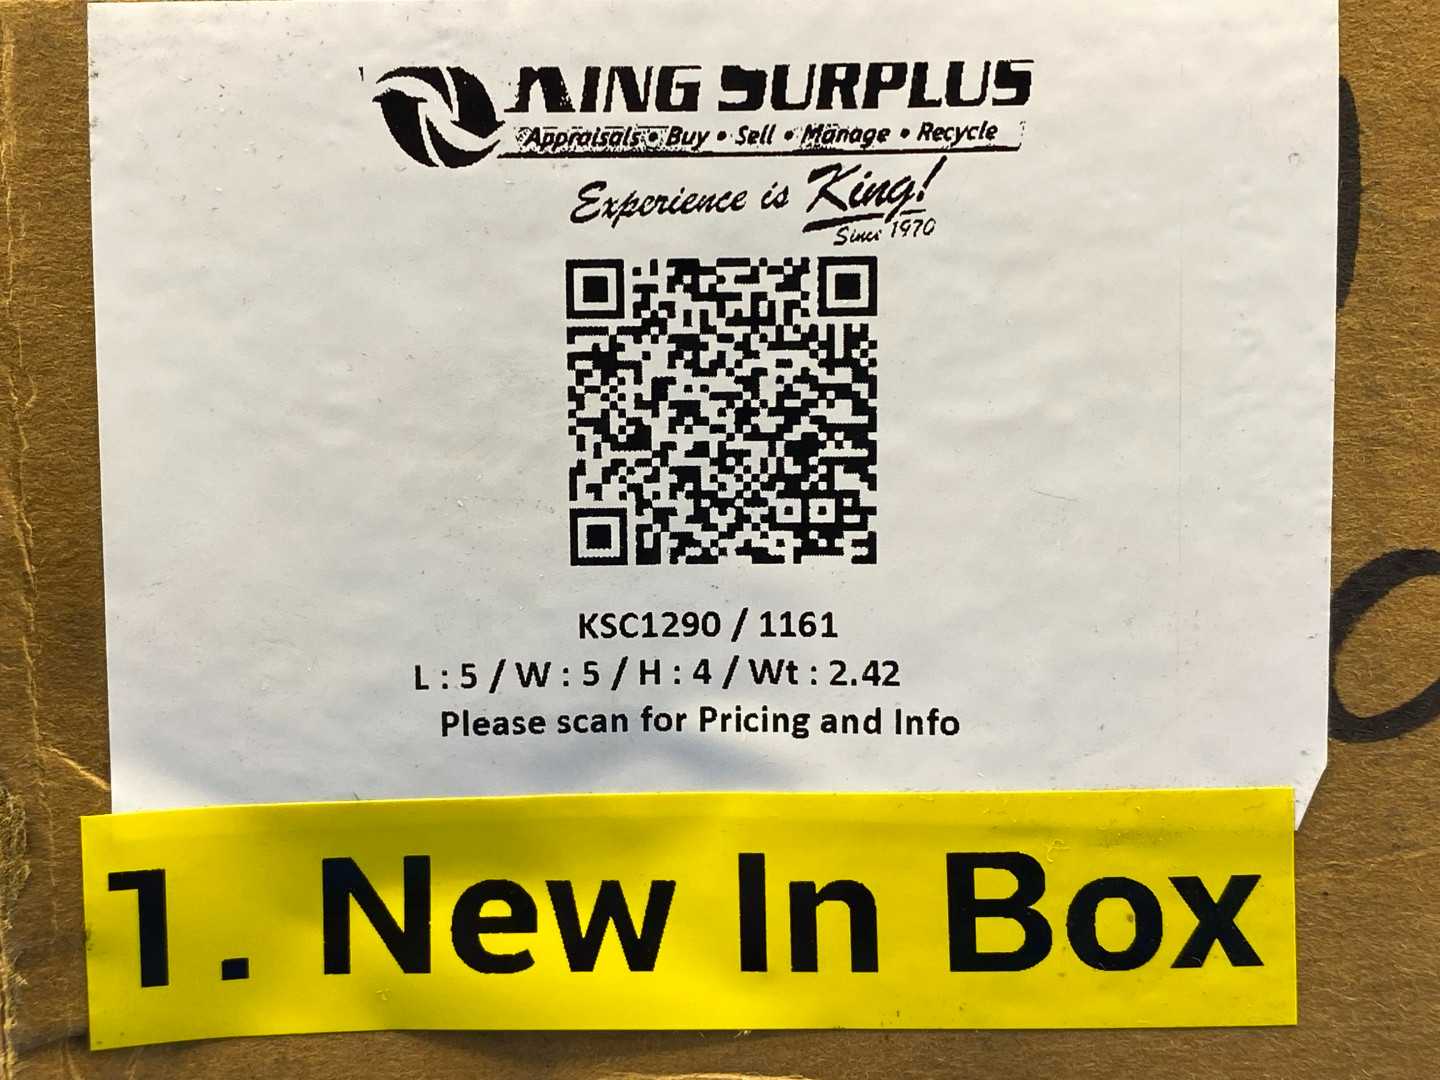 KING SURPLUS
Appraisals • Buy • Sell • Manage • Recycle
Experience is King!
Since 1970
KSC1290 / 1161
L : 5 / W : 5 / H : 4 / Wt : 2.42
Please scan for Pricing and Info
1. New In Box